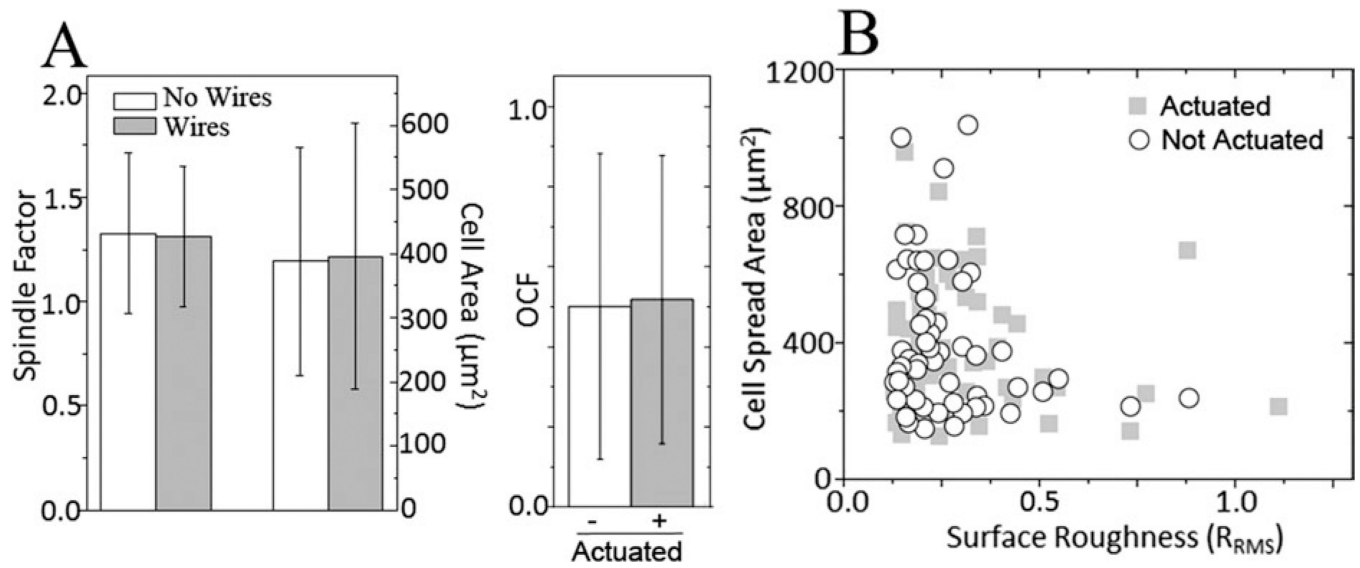 A
B
2.0
1.5
1.0
0.5
0.0
Spindle Factor
No Wires
Wires
600
500
400
300
200
100
0
Cell Area (μm²)
1.0
0.0
OCF
- +
Actuated
1200
800
400
0
Cell Spread Area (μm²)
Actuated
Not Actuated
0.0 0.5 1.0
Surface Roughness (R_RMS)